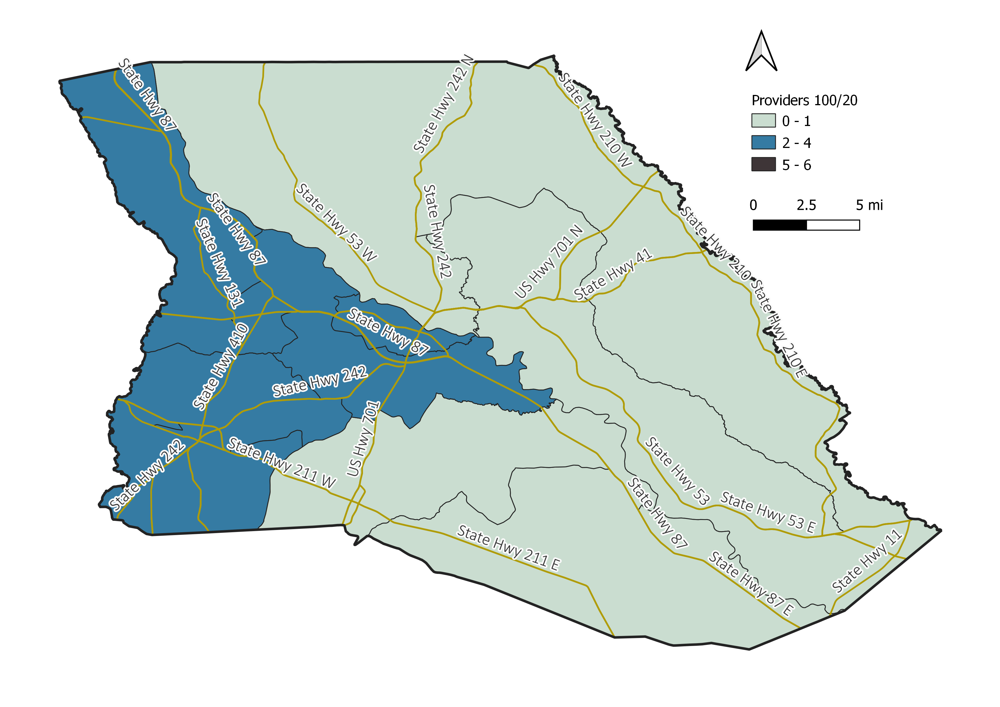 State Hwy 87
State Hwy 242 N
State Hwy 210 W
Providers 100/20
0 - 1
2 - 4
5 - 6
0 2.5 5 mi
State Hwy 53 W
State Hwy 242
State Hwy 87
State Hwy 131
US Hwy 701 N
State Hwy 41
State Hwy 210
State Hwy 210 E
State Hwy 87
State Hwy 410
State Hwy 242
US Hwy 701
State Hwy 242
State Hwy 211 W
State Hwy 53
State Hwy 53 E
State Hwy 87
State Hwy 211 E
State Hwy 11
State Hwy 87 E